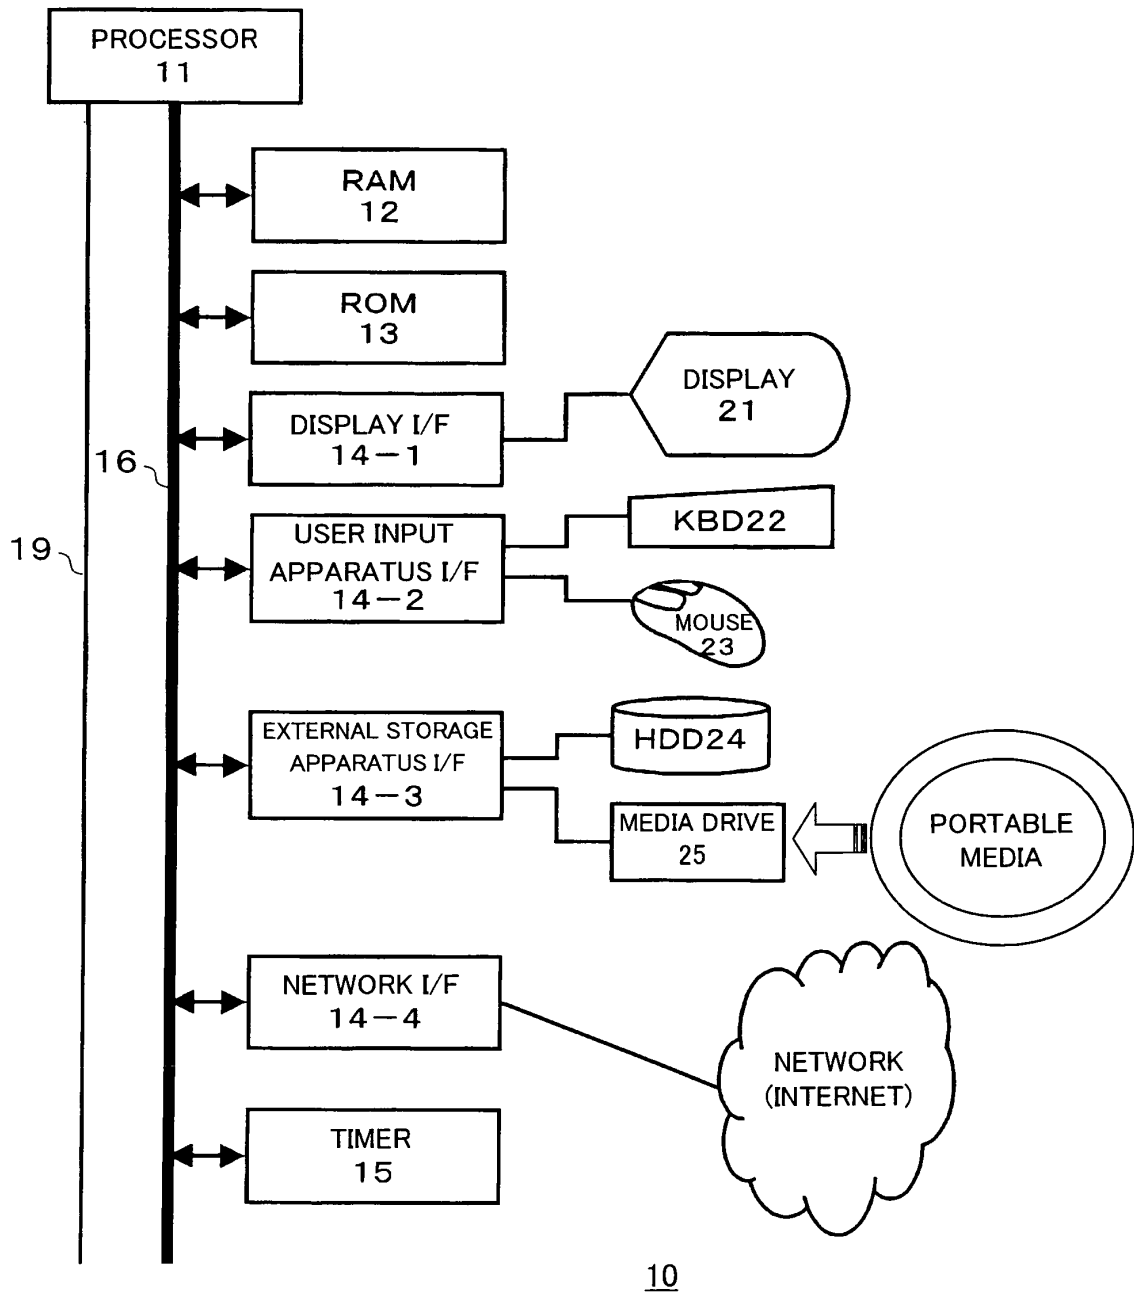 PROCESSOR
11
RAM
12
ROM
13
DISPLAY I/F
14-1
DISPLAY
21
16
19
USER INPUT
APPARATUS I/F
14-2
KBD22
MOUSE
23
EXTERNAL STORAGE
APPARATUS I/F
14-3
HDD24
MEDIA DRIVE
25
PORTABLE
MEDIA
NETWORK I/F
14-4
NETWORK
(INTERNET)
TIMER
15
10